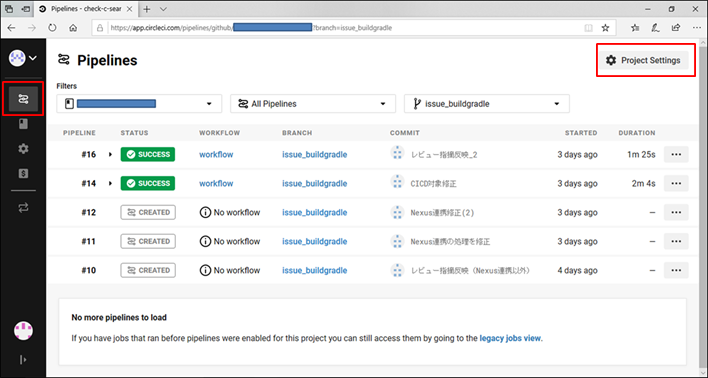 Pipelines - check-c-sear
https://app.circleci.com/pipelines/github/ ?branch=issue_buildgradle
Pipelines
Project Settings
Filters
All Pipelines
issue_buildgradle
PIPELINE STATUS WORKFLOW BRANCH COMMIT STARTED DURATION
#16 SUCCESS workflow issue_buildgradle レビュー指摘反映_2 3 days ago 1m 25s
#14 SUCCESS workflow issue_buildgradle CICD対象修正 3 days ago 2m 4s
#12 CREATED No workflow issue_buildgradle Nexus連携修正(2) 3 days ago –
#11 CREATED No workflow issue_buildgradle Nexus連携の処理を修正 3 days ago –
#10 CREATED No workflow issue_buildgradle レビュー指摘反映（Nexus連携以外） 4 days ago –
No more pipelines to load
If you have jobs that ran before pipelines were enabled for this project you can still access them by going to the legacy jobs view.